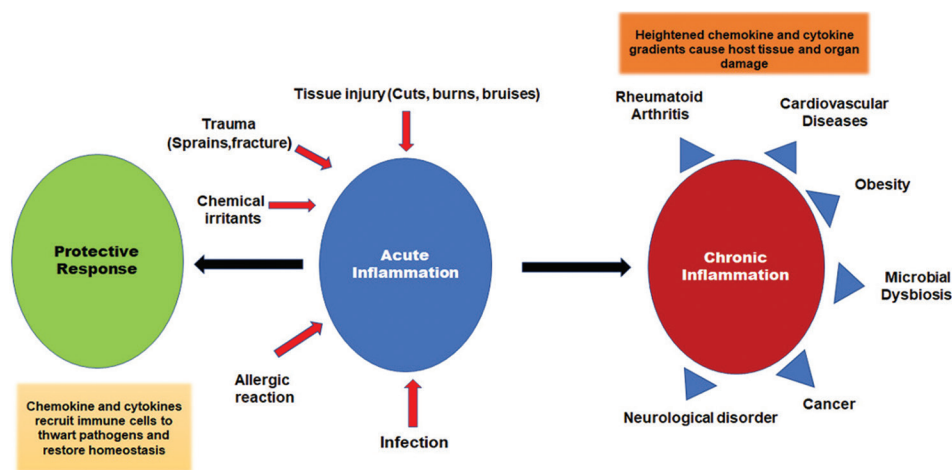 Heightened chemokine and cytokine
gradients cause host tissue and organ
damage
Tissue injury (Cuts, burns, bruises)
Trauma
(Sprains,fracture)
Chemical
irritants
Protective
Response
Acute
Inflammation
Allergic
reaction
Infection
Chemokine and cytokines
recruit immune cells to
thwart pathogens and
restore homeostasis
Rheumatoid
Arthritis
Cardiovascular
Diseases
Obesity
Chronic
Inflammation
Microbial
Dysbiosis
Cancer
Neurological disorder